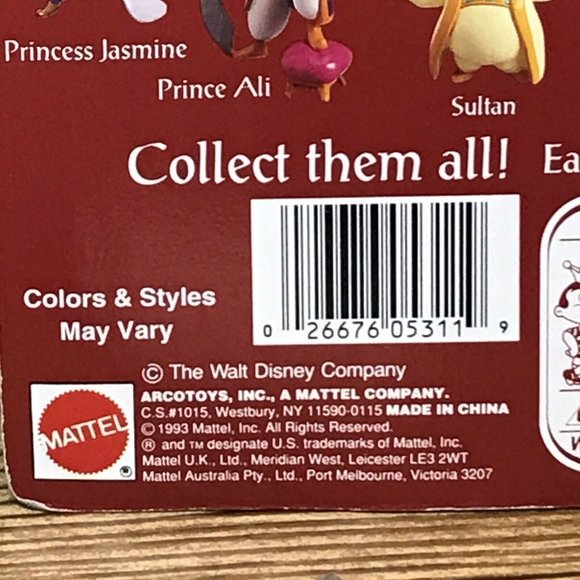 Princess Jasmine
Prince Ali
Sultan
Collect them all! Ea
Colors & Styles
May Vary
0 26676 05311 9
© The Walt Disney Company
ARCOTOYS, INC., A MATTEL COMPANY.
C.S.#1015, Westbury, NY 11590-0115 MADE IN CHINA
© 1993 Mattel, Inc. All Rights Reserved.
® and TM designate U.S. trademarks of Mattel, Inc.
Mattel U.K., Ltd., Meridian West, Leicester LE3 2WT
Mattel Australia Pty., Ltd., Port Melbourne, Victoria 3207
MATTEL®